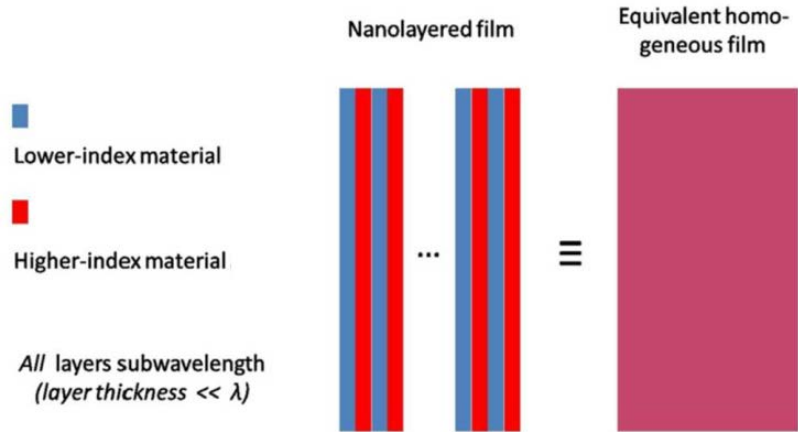 Nanolayered film
Equivalent homo-
geneous film
Lower-index material
Higher-index material
...
≡
All layers subwavelength
(layer thickness << λ)